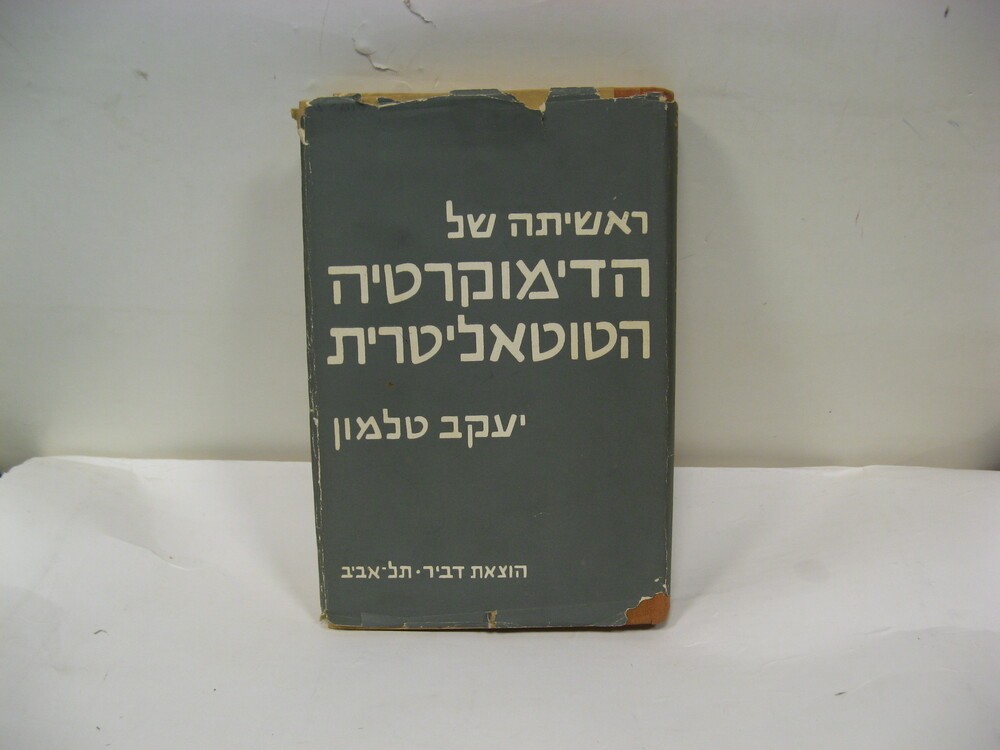 ראשיתה של
הדימוקרטיה
הטוטאליטרית
יעקב טלמון
הוצאת דביר · תל־אביב